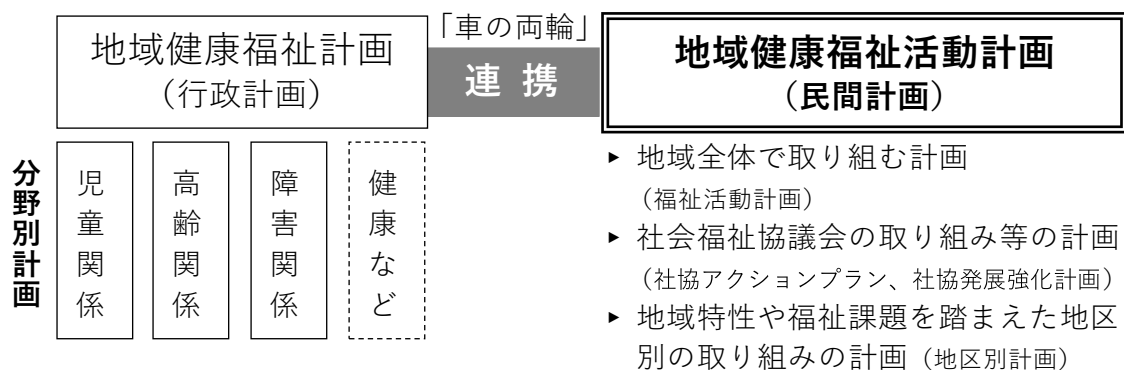 地域健康福祉計画
（行政計画）
「車の両輪」
連携
地域健康福祉活動計画
（民間計画）
分野別計画
児童関係
高齢関係
障害関係
健康など
▸ 地域全体で取り組む計画
（福祉活動計画）
▸ 社会福祉協議会の取り組み等の計画
（社協アクションプラン、社協発展強化計画）
▸ 地域特性や福祉課題を踏まえた地区
別の取り組みの計画（地区別計画）